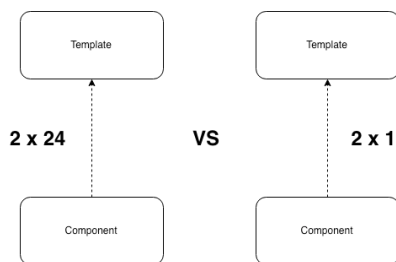 Template
Template
2 x 24
VS
2 x 1
Component
Component